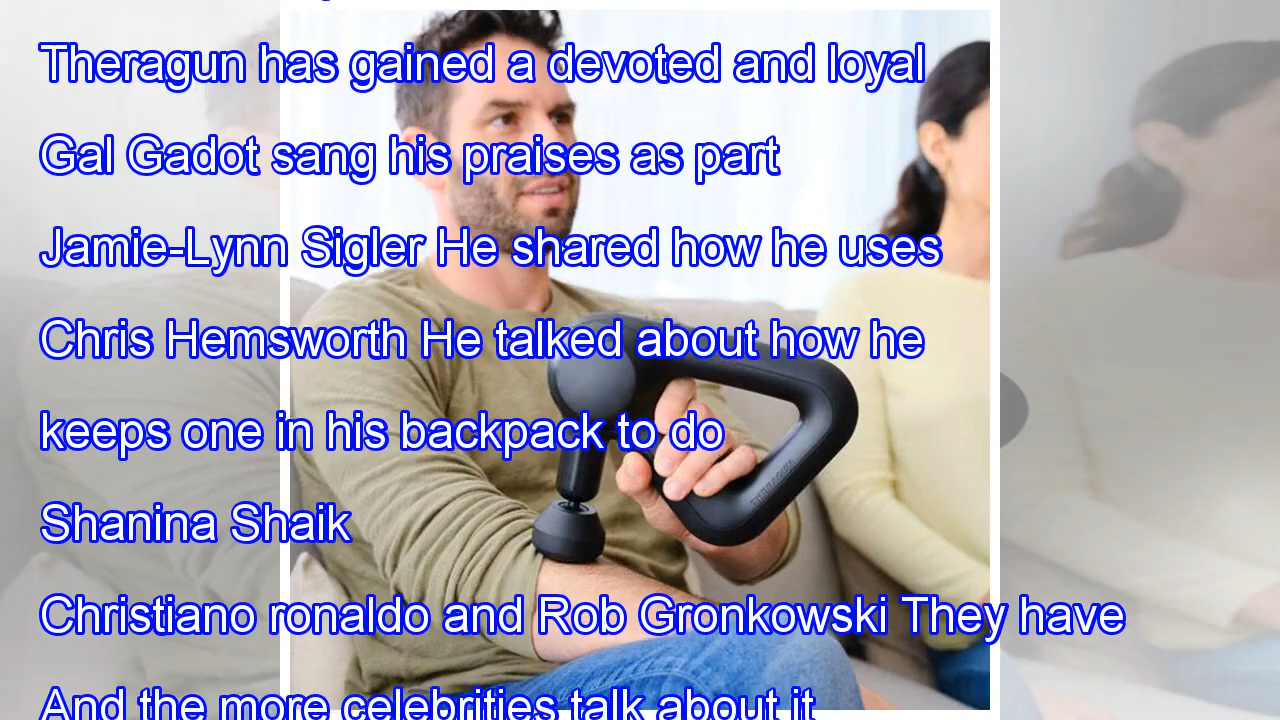 Theragun has gained a devoted and loyal
Gal Gadot sang his praises as part
Jamie-Lynn Sigler He shared how he uses
Chris Hemsworth He talked about how he
keeps one in his backpack to do
Shanina Shaik
Christiano ronaldo and Rob Gronkowski They have
And the more celebrities talk about it
THERAGUN